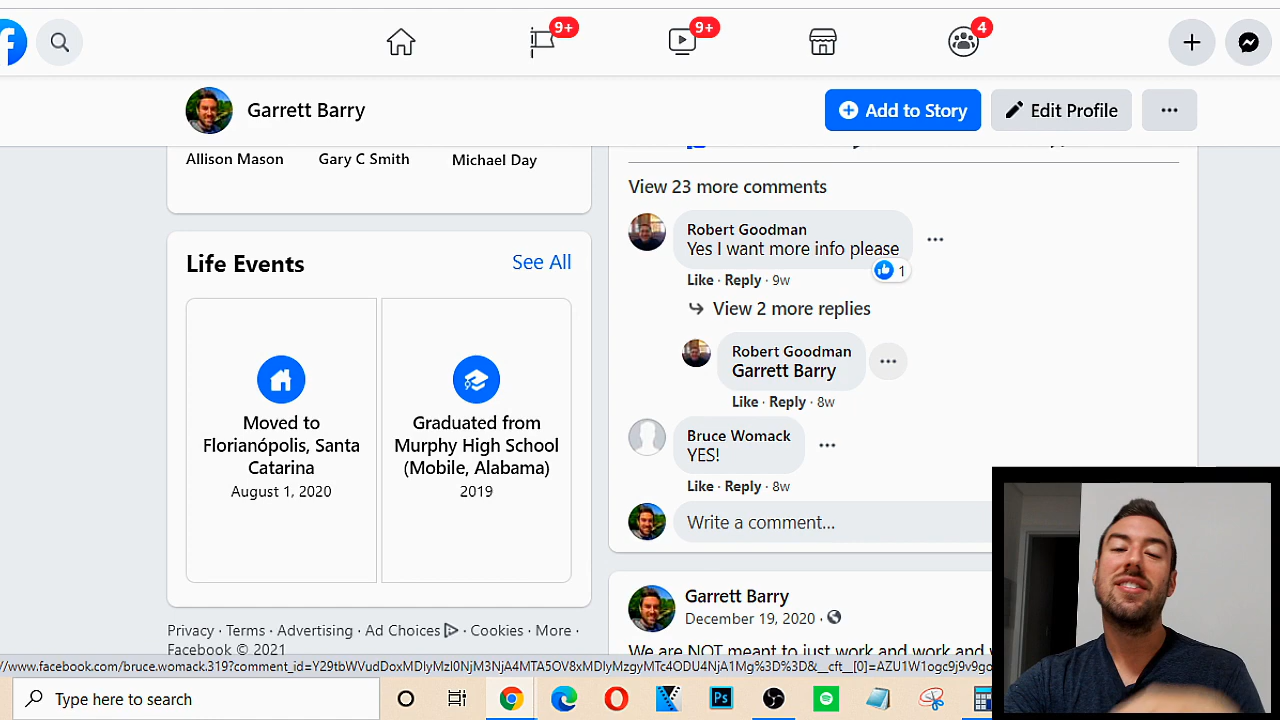 9+
9+
4
Garrett Barry
Add to Story
Edit Profile
Allison Mason
Gary C Smith
Michael Day
Life Events
See All
Moved to
Florianópolis, Santa
Catarina
August 1, 2020
Graduated from
Murphy High School
(Mobile, Alabama)
2019
Privacy · Terms · Advertising · Ad Choices · Cookies · More ·
Facebook © 2021
View 23 more comments
Robert Goodman
Yes I want more info please
1
Like · Reply · 9w
View 2 more replies
Robert Goodman
Garrett Barry
Like · Reply · 8w
Bruce Womack
YES!
Like · Reply · 8w
Write a comment...
Garrett Barry
December 19, 2020 ·
We are NOT meant to just work and work and
Type here to search
Ps